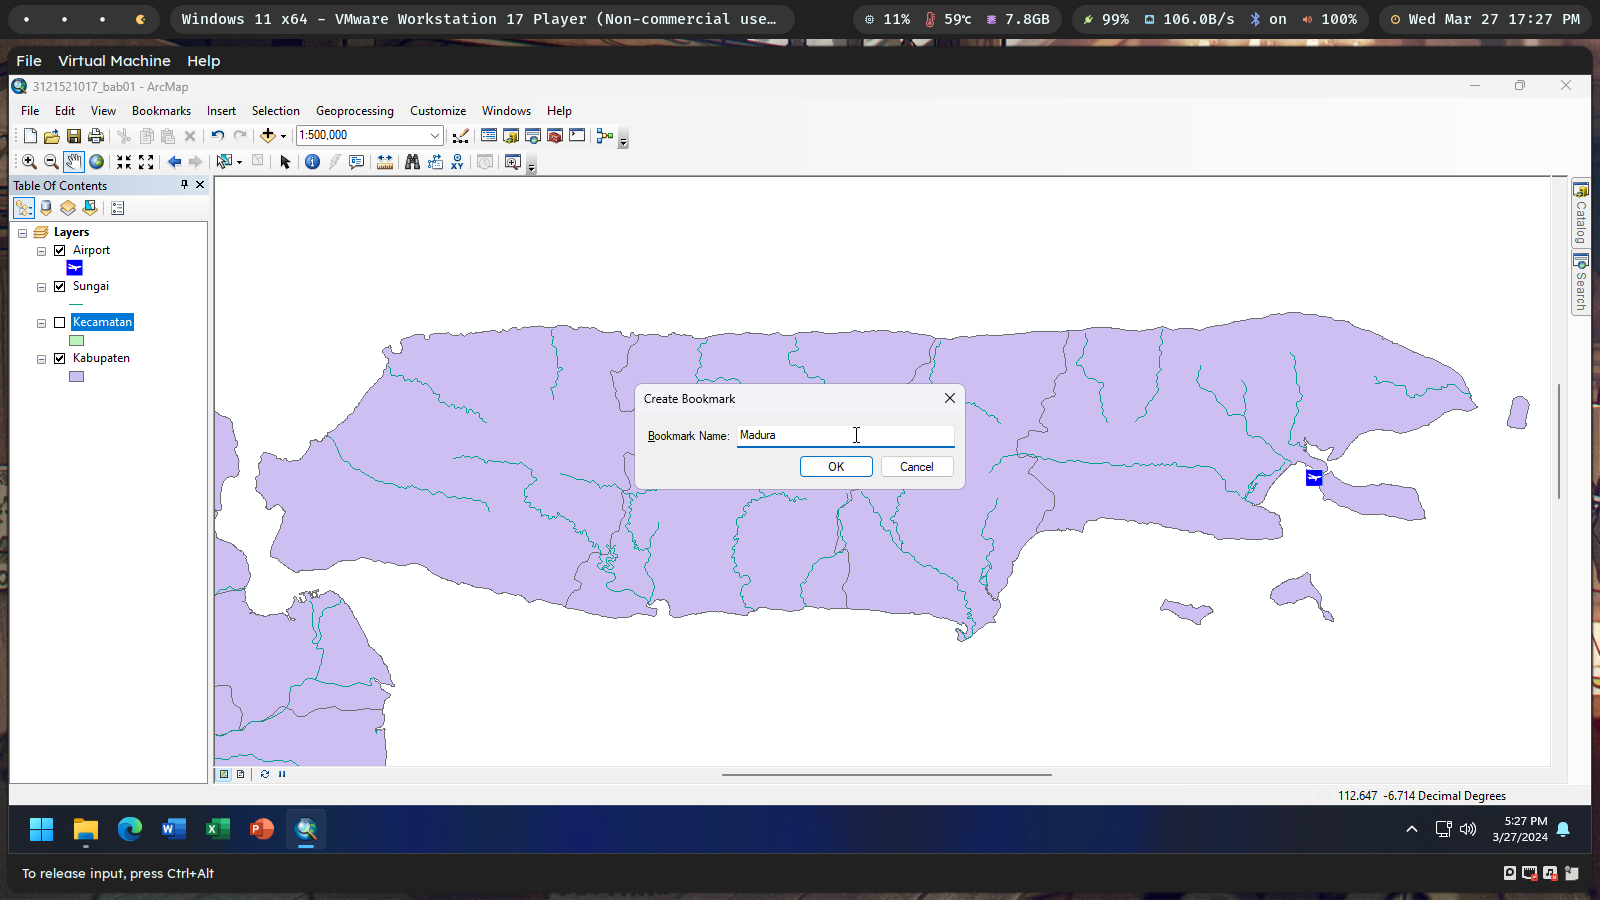 Windows 11 x64 - VMware Workstation 17 Player (Non-commercial use…
11%
59℃
7.8GB
99%
106.0B/s
on
100%
Wed Mar 27 17:27 PM
File Virtual Machine Help
3121521017_bab01 - ArcMap
File Edit View Bookmarks Insert Selection Geoprocessing Customize Windows Help
1:500,000
Table Of Contents
Layers
Airport
Sungai
Kecamatan
Kabupaten
Create Bookmark
Bookmark Name: Madura
OK Cancel
Catalog
Search
112.647 -6.714 Decimal Degrees
5:27 PM
3/27/2024
To release input, press Ctrl+Alt